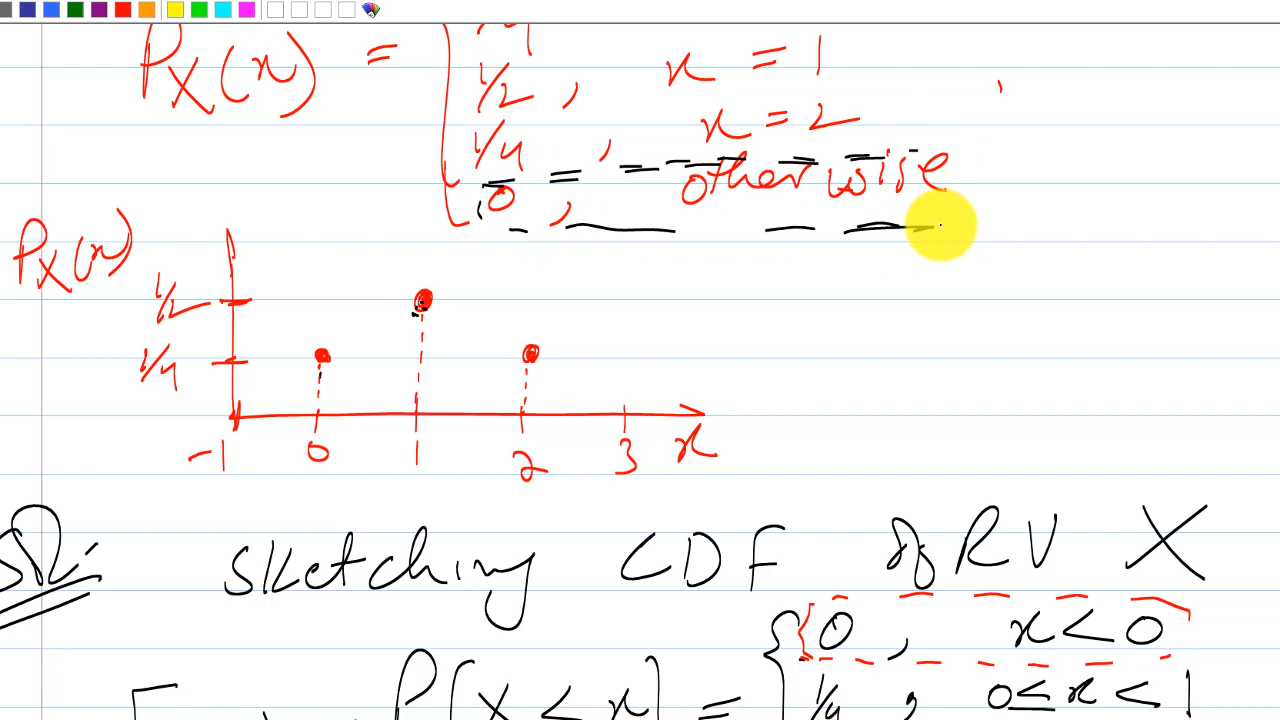 P_X(x) =
1/2 , x = 1
1/4 , x = 2
0 , otherwise
P_X(x)
1/2
1/4
-1 0 1 2 3 x
Sol: Sketching CDF of RV X
0 , x < 0
P[X ≤ x] = 1/4 , 0 ≤ x < 1